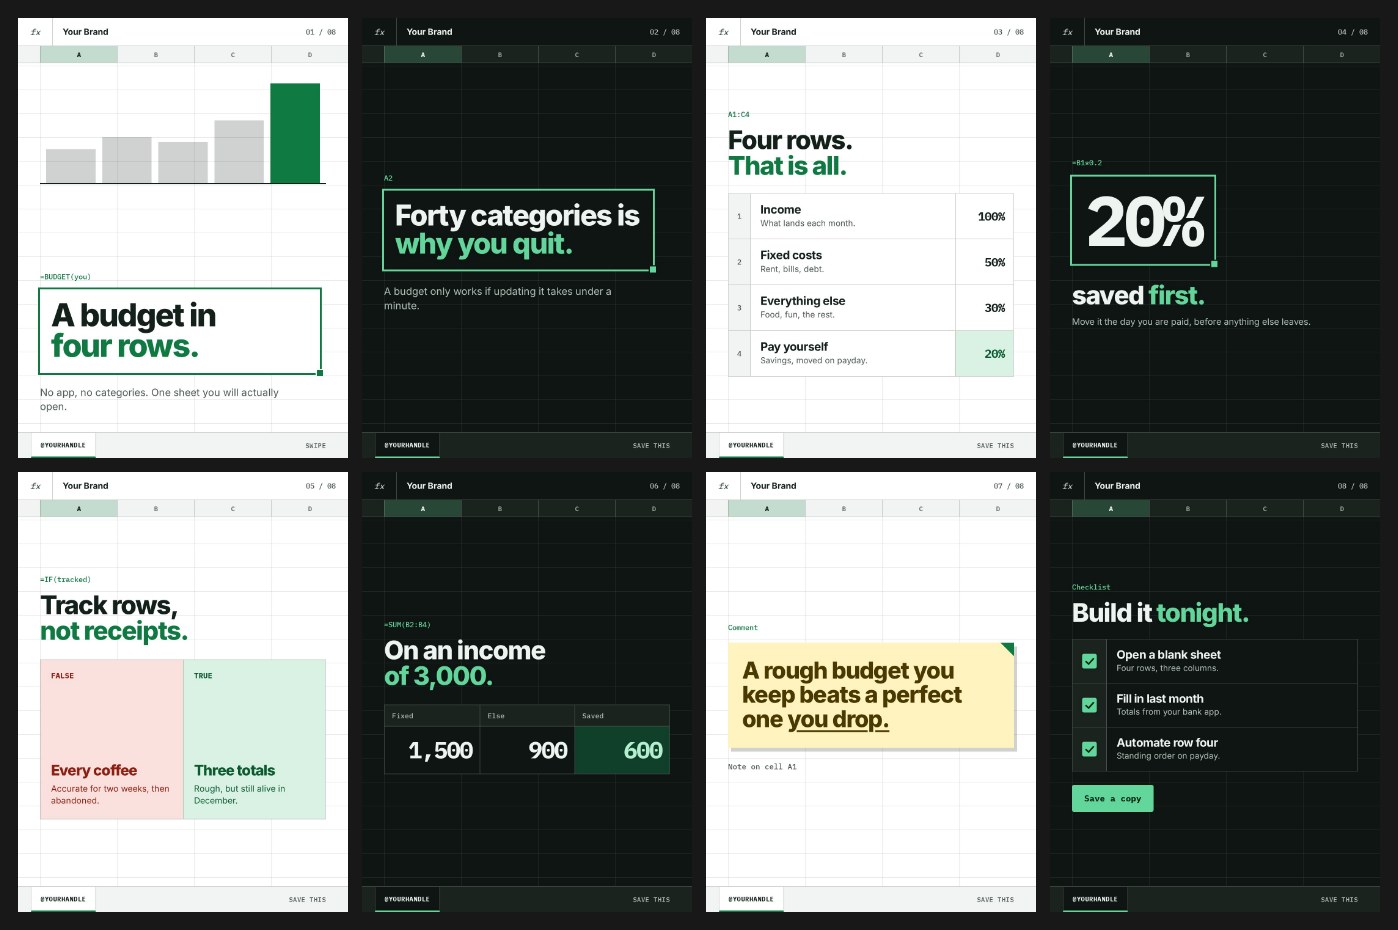 fx Your Brand 01 / 08
A B C D
=BUDGET(you)
A budget in
four rows.
No app, no categories. One sheet you will actually
open.
@YOURHANDLE SWIPE
fx Your Brand 02 / 08
A B C D
A2
Forty categories is
why you quit.
A budget only works if updating it takes under a
minute.
@YOURHANDLE SAVE THIS
fx Your Brand 03 / 08
A B C D
A1:C4
Four rows.
That is all.
1 Income 100%
What lands each month.
2 Fixed costs 50%
Rent, bills, debt.
3 Everything else 30%
Food, fun, the rest.
4 Pay yourself 20%
Savings, moved on payday.
@YOURHANDLE SAVE THIS
fx Your Brand 04 / 08
A B C D
=B1*0.2
20%
saved first.
Move it the day you are paid, before anything else leaves.
@YOURHANDLE SAVE THIS
fx Your Brand 05 / 08
A B C D
=IF(tracked)
Track rows,
not receipts.
FALSE
Every coffee
Accurate for two weeks, then
abandoned.
TRUE
Three totals
Rough, but still alive in
December.
@YOURHANDLE SAVE THIS
fx Your Brand 06 / 08
A B C D
=SUM(B2:B4)
On an income
of 3,000.
Fixed Else Saved
1,500 900 600
@YOURHANDLE SAVE THIS
fx Your Brand 07 / 08
A B C D
Comment
A rough budget you
keep beats a perfect
one you drop.
Note on cell A1
@YOURHANDLE SAVE THIS
fx Your Brand 08 / 08
A B C D
Checklist
Build it tonight.
Open a blank sheet
Four rows, three columns.
Fill in last month
Totals from your bank app.
Automate row four
Standing order on payday.
Save a copy
@YOURHANDLE SAVE THIS